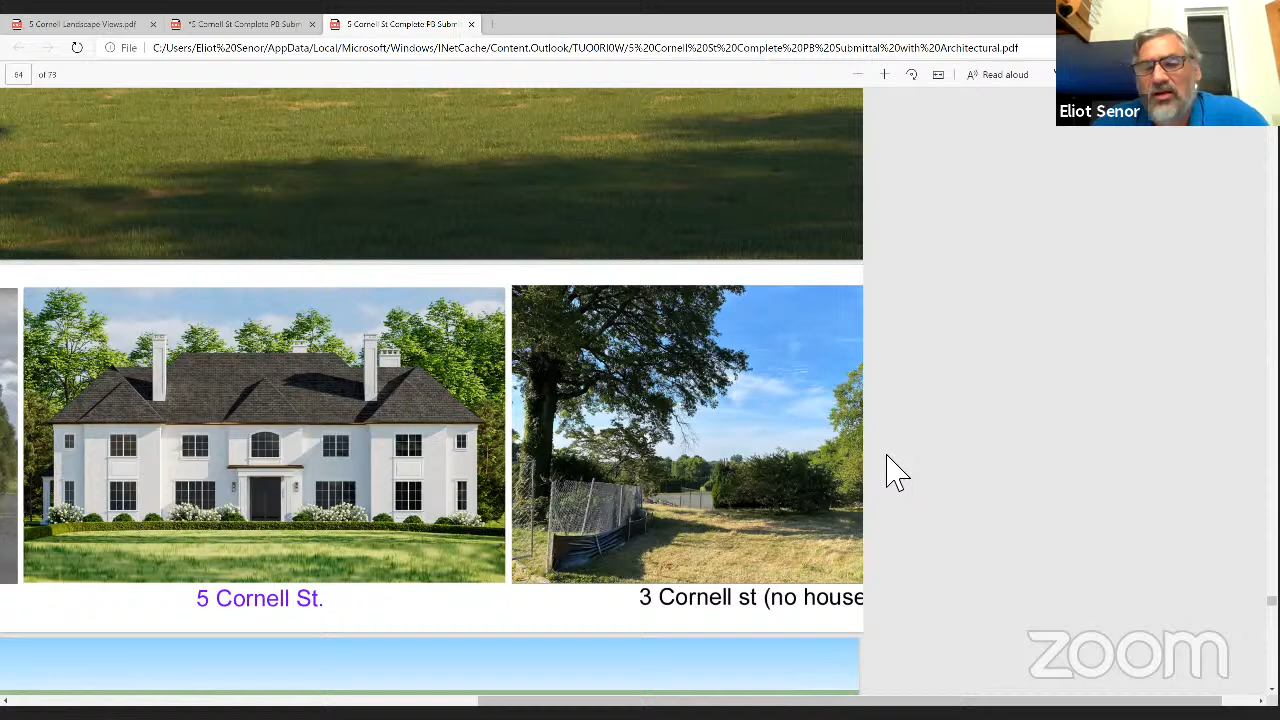 5 Cornell Landscape-Views.pdf
*5 Cornell St Complete PB Subm
5 Cornell St Complete PB Subm
File
C:/Users/Eliot%20Senor/AppData/Local/Microsoft/Windows/INetCache/Content.Outlook/TUO0RI0W/5%20Cornell%20St%20Complete%20PB%20Submittal%20with%20Architectural.pdf
64 of 73
Read aloud
Eliot Senor
5 Cornell St.
3 Cornell st (no house
zoom